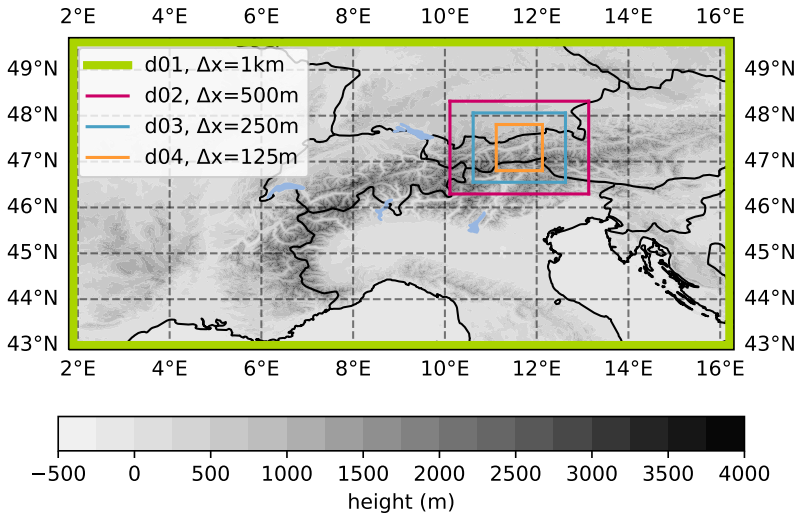 2°E 4°E 6°E 8°E 10°E 12°E 14°E 16°E
49°N 49°N
48°N 48°N
47°N 47°N
46°N 46°N
45°N 45°N
44°N 44°N
43°N 43°N
d01, Δx=1km
d02, Δx=500m
d03, Δx=250m
d04, Δx=125m
2°E 4°E 6°E 8°E 10°E 12°E 14°E 16°E
−500 0 500 1000 1500 2000 2500 3000 3500 4000
height (m)